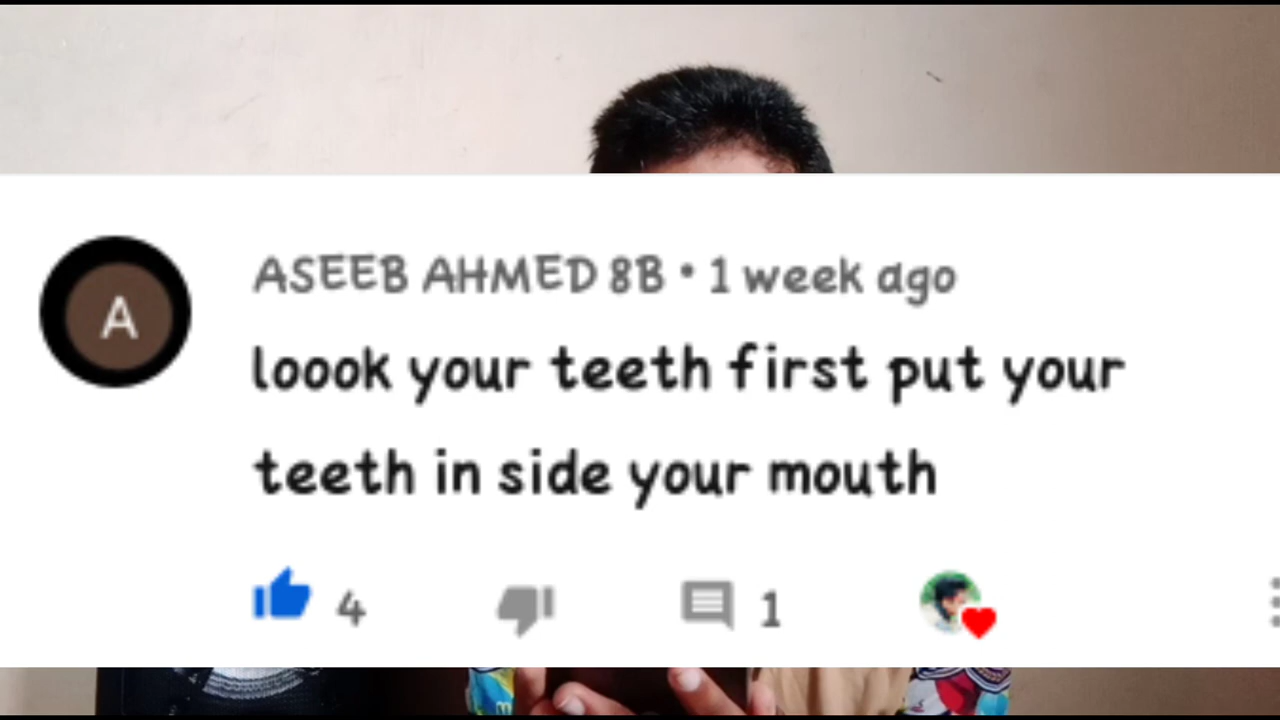 A
ASEEB AHMED 8B • 1 week ago
loook your teeth first put your
teeth in side your mouth
4 1